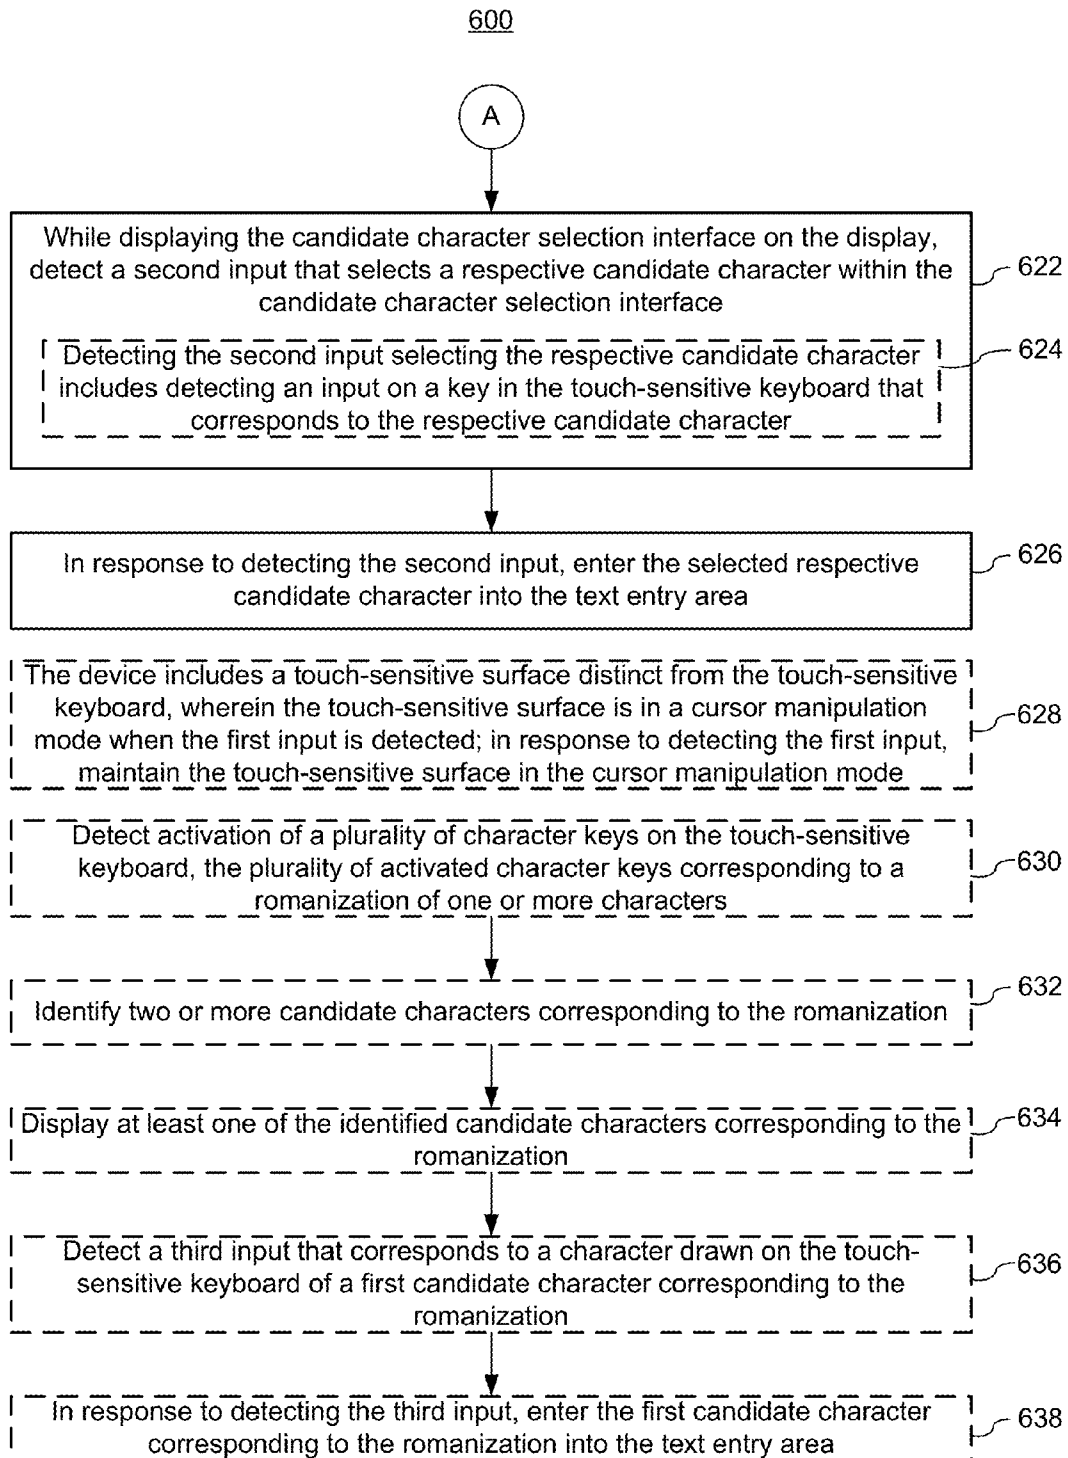 600
A
While displaying the candidate character selection interface on the display,
detect a second input that selects a respective candidate character within the
candidate character selection interface
622
Detecting the second input selecting the respective candidate character
includes detecting an input on a key in the touch-sensitive keyboard that
corresponds to the respective candidate character
624
In response to detecting the second input, enter the selected respective
candidate character into the text entry area
626
The device includes a touch-sensitive surface distinct from the touch-sensitive
keyboard, wherein the touch-sensitive surface is in a cursor manipulation
mode when the first input is detected; in response to detecting the first input,
maintain the touch-sensitive surface in the cursor manipulation mode
628
Detect activation of a plurality of character keys on the touch-sensitive
keyboard, the plurality of activated character keys corresponding to a
romanization of one or more characters
630
Identify two or more candidate characters corresponding to the romanization
632
Display at least one of the identified candidate characters corresponding to the
romanization
634
Detect a third input that corresponds to a character drawn on the touch-
sensitive keyboard of a first candidate character corresponding to the
romanization
636
In response to detecting the third input, enter the first candidate character
corresponding to the romanization into the text entry area
638